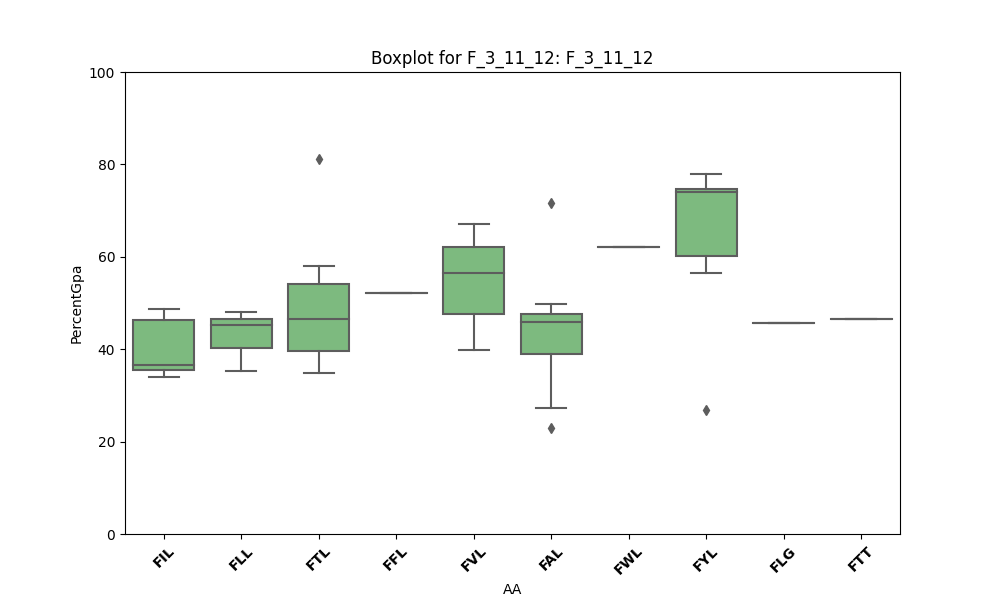 Boxplot for F_3_11_12: F_3_11_12
100
80
60
40
20
0
PercentGpa
FIL
FLL
FTL
FFL
FVL
FAL
FWL
FYL
FLG
FTT
AA